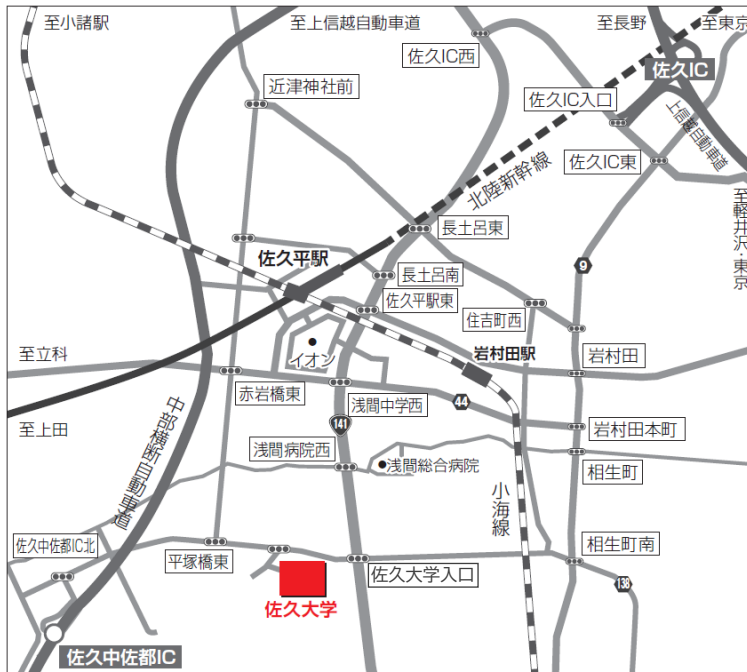 至小諸駅
至上信越自動車道
至長野
至東京
佐久IC西
佐久IC
近津神社前
佐久IC入口
上信越自動車道
佐久IC東
北陸新幹線
至軽井沢・東京
長土呂東
佐久平駅
長土呂南
9
佐久平駅東
住吉町西
イオン
岩村田駅
至立科
岩村田
赤岩橋東
浅間中学西
44
至上田
中部横断自動車道
141
岩村田本町
浅間病院西
浅間総合病院
相生町
小海線
佐久中佐都IC北
平塚橋東
佐久大学入口
相生町南
138
佐久大学
佐久中佐都IC